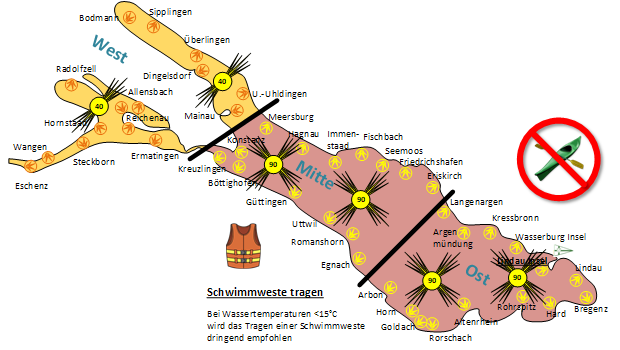 Sipplingen
Bodmann
Überlingen
West
Radolfzell
Dingelsdorf
40
Allensbach
U.-Uhldingen
40
Mainau
Meersburg
Hornstaad
Reichenau
Hagnau
Immen-
staad
Fischbach
Konstanz
Seemoos
Wangen
Ermatingen
Steckborn
Friedrichshafen
90
Mitte
Kreuzlingen
Eriskirch
Böttighofen
Eschenz
Güttingen
90
Langenargen
Kressbronn
Uttwil
Argen
mündung
Wasserburg Insel
Romanshorn
Lindau Insel
Egnach
Ost
Lindau
90
90
Schwimmweste tragen
Arbon
Rohrspitz
Bregenz
Horn
Hard
Altenrhein
Goldach
Rorschach
Bei Wassertemperaturen <15°C
wird das Tragen einer Schwimmweste
dringend empfohlen